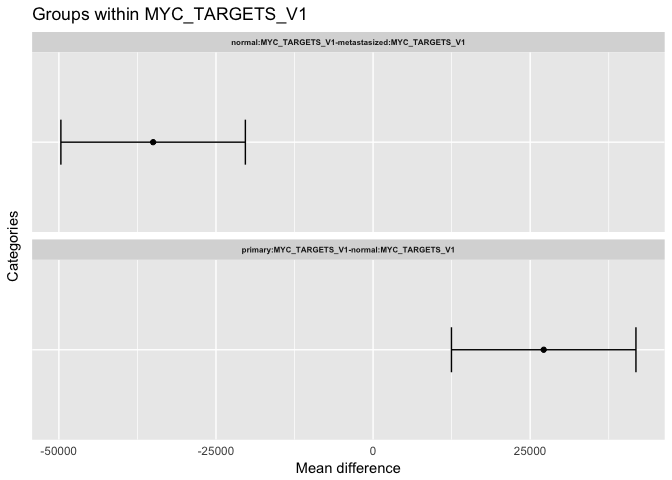 Groups within MYC_TARGETS_V1
normal:MYC_TARGETS_V1-metastasized:MYC_TARGETS_V1
primary:MYC_TARGETS_V1-normal:MYC_TARGETS_V1
Categories
-50000 -25000 0 25000
Mean difference